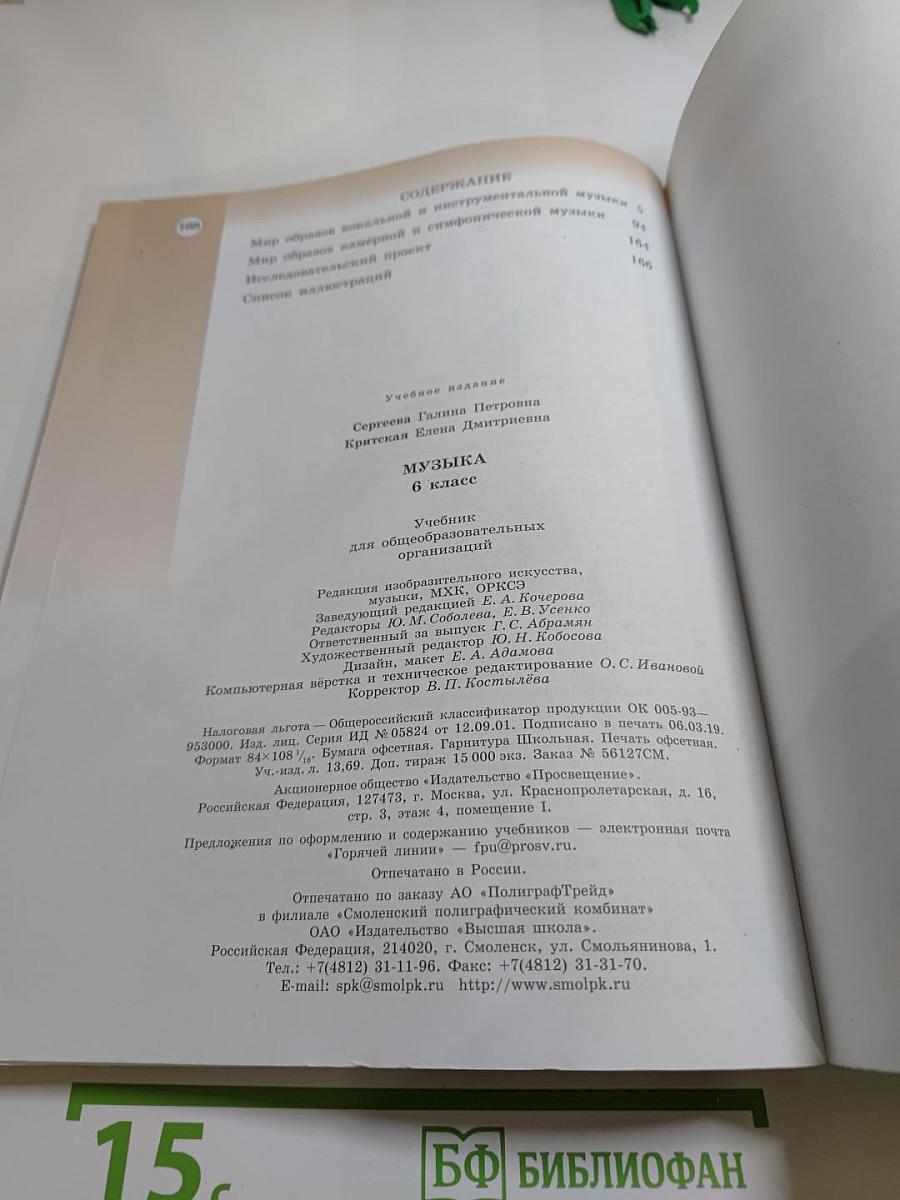 СОДЕРЖАНИЕ
168
Мир образов вокальной и инструментальной музыки 5
Мир образов камерной и симфонической музыки 94
Исследовательский проект 164
Список иллюстраций 166
Учебное издание
Сергеева Галина Петровна
Критская Елена Дмитриевна
МУЗЫКА
6 класс
Учебник
для общеобразовательных
организаций
Редакция изобразительного искусства,
музыки, МХК, ОРКСЭ
Заведующий редакцией Е. А. Кочерова
Редакторы Ю. М. Соболева, Е. В. Усенко
Ответственный за выпуск Г. С. Абрамян
Художественный редактор Ю. Н. Кобосова
Дизайн, макет Е. А. Адамова
Компьютерная вёрстка и техническое редактирование О. С. Ивановой
Корректор В. П. Костылёва
Налоговая льгота — Общероссийский классификатор продукции ОК 005-93—
953000. Изд. лиц. Серия ИД № 05824 от 12.09.01. Подписано в печать 06.03.19.
Формат 84×108 1/16. Бумага офсетная. Гарнитура Школьная. Печать офсетная.
Уч.-изд. л. 13,69. Доп. тираж 15 000 экз. Заказ № 56127СМ.
Акционерное общество «Издательство «Просвещение».
Российская Федерация, 127473, г. Москва, ул. Краснопролетарская, д. 16,
стр. 3, этаж 4, помещение I.
Предложения по оформлению и содержанию учебников — электронная почта
«Горячей линии» — fpu@prosv.ru.
Отпечатано в России.
Отпечатано по заказу АО «ПолиграфТрейд»
в филиале «Смоленский полиграфический комбинат»
ОАО «Издательство «Высшая школа».
Российская Федерация, 214020, г. Смоленск, ул. Смольянинова, 1.
Тел.: +7(4812) 31-11-96. Факс: +7(4812) 31-31-70.
E-mail: spk@smolpk.ru http://www.smolpk.ru
15 с
БФ БИБЛИОФАН